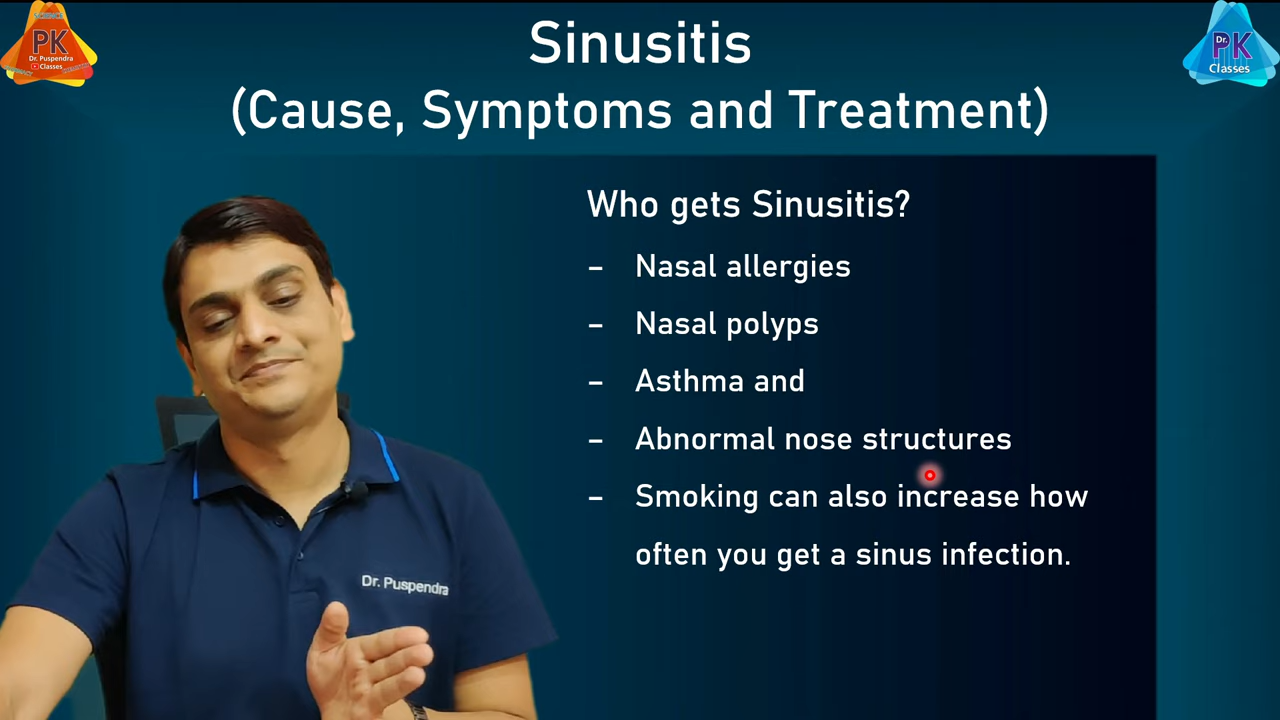 PK
Dr. Puspendra
Classes
Dr.
PK
Classes
Sinusitis
(Cause, Symptoms and Treatment)
Who gets Sinusitis?
- Nasal allergies
- Nasal polyps
- Asthma and
- Abnormal nose structures
- Smoking can also increase how
often you get a sinus infection.
Dr. Puspendra